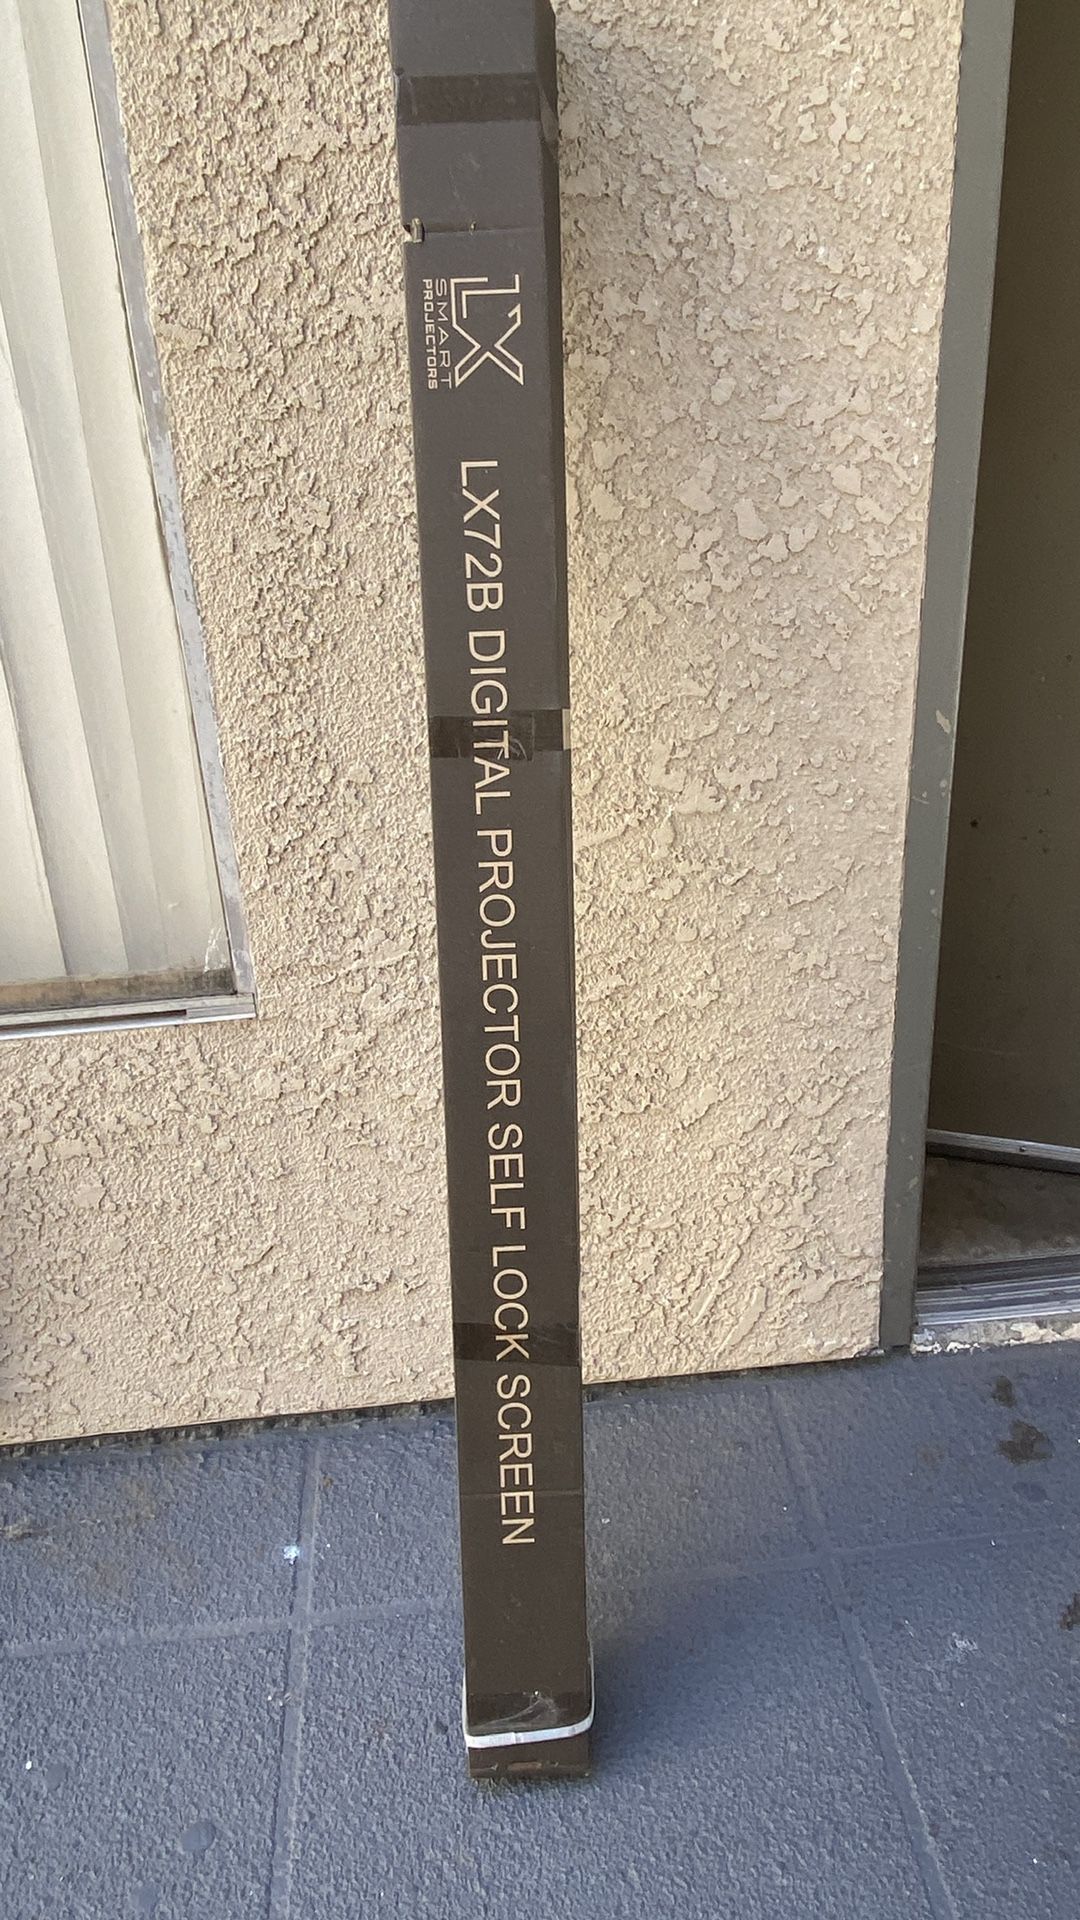 LX
SMART
PROJECTORS
LX72B DIGITAL PROJECTOR SELF LOCK SCREEN